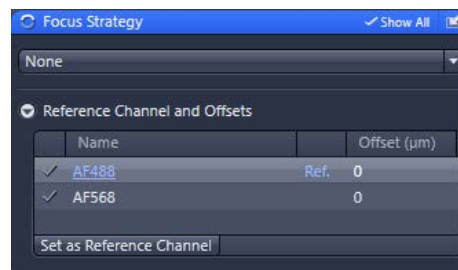 Focus Strategy Show All
None
Reference Channel and Offsets
Name Offset (µm)
AF488 Ref. 0
AF568 0
Set as Reference Channel